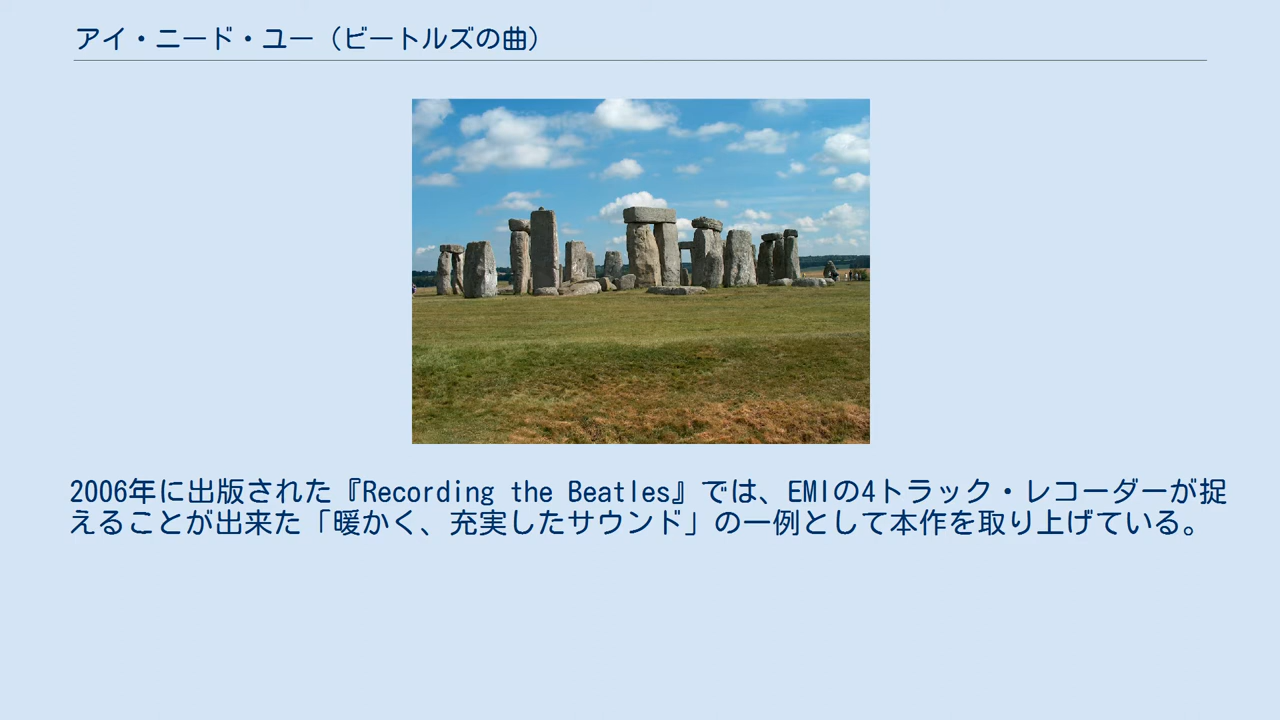 アイ・ニード・ユー（ビートルズの曲）
2006年に出版された『Recording the Beatles』では、EMIの4トラック・レコーダーが捉
えることが出来た「暖かく、充実したサウンド」の一例として本作を取り上げている。